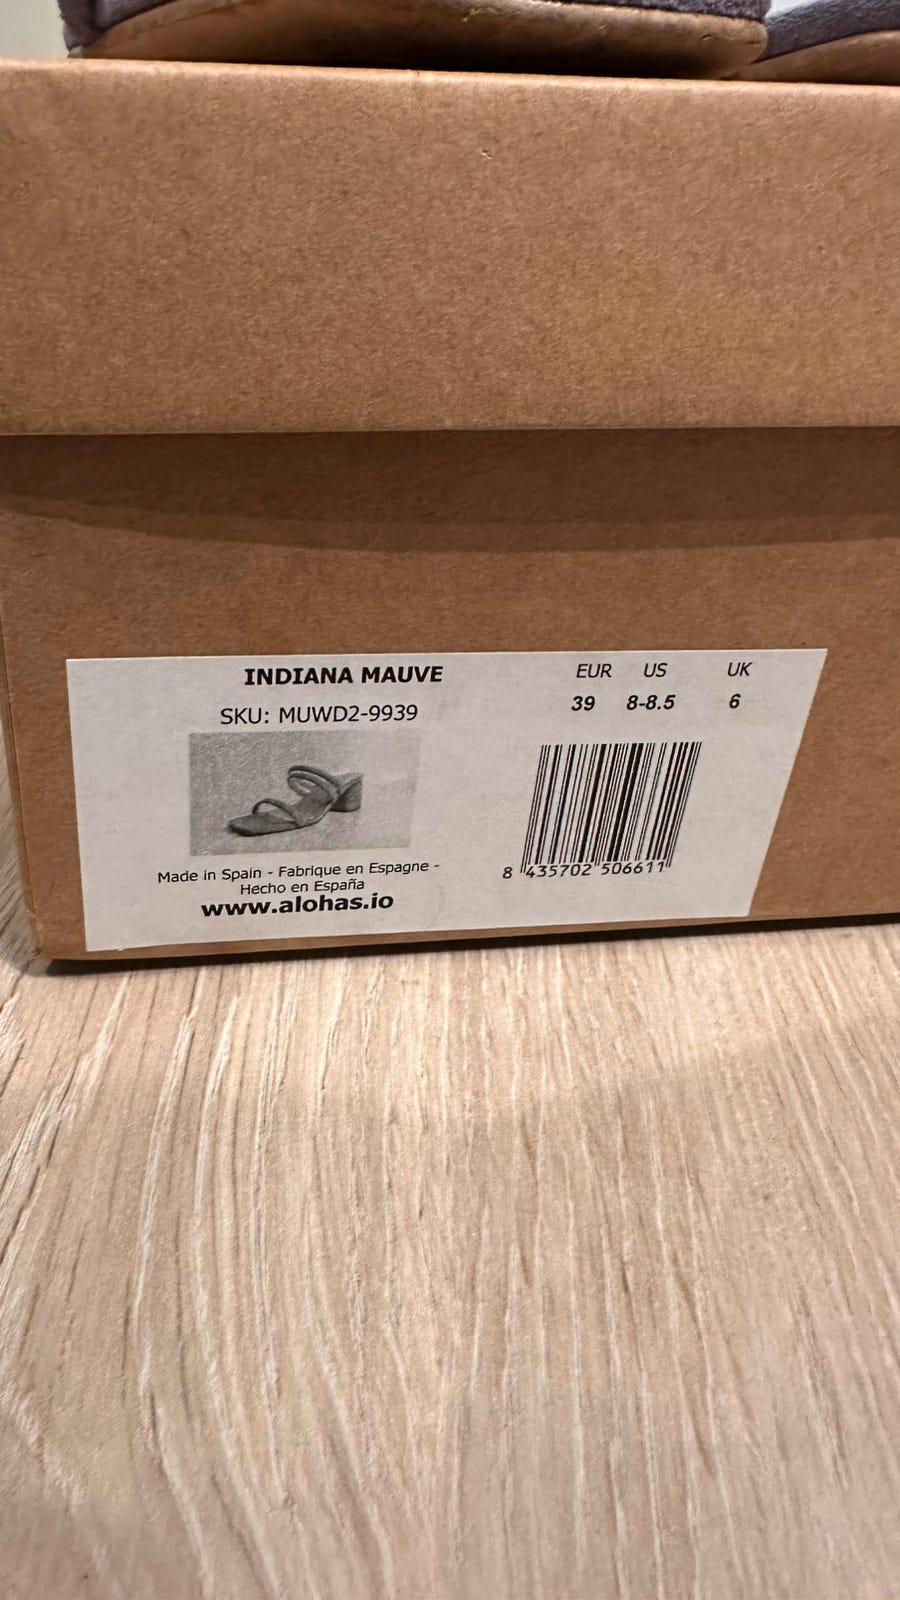 INDIANA MAUVE
SKU: MUWD2-9939
Made in Spain - Fabrique en Espagne -
Hecho en España
www.alohas.io
EUR US UK
39 8-8.5 6
8 435702 506611